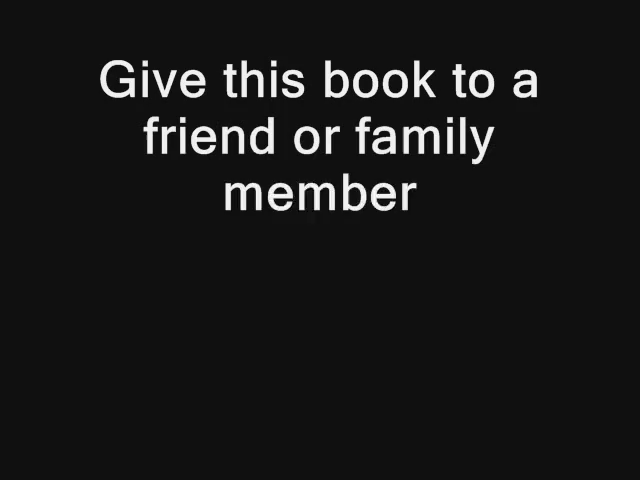 Give this book to a
friend or family
member